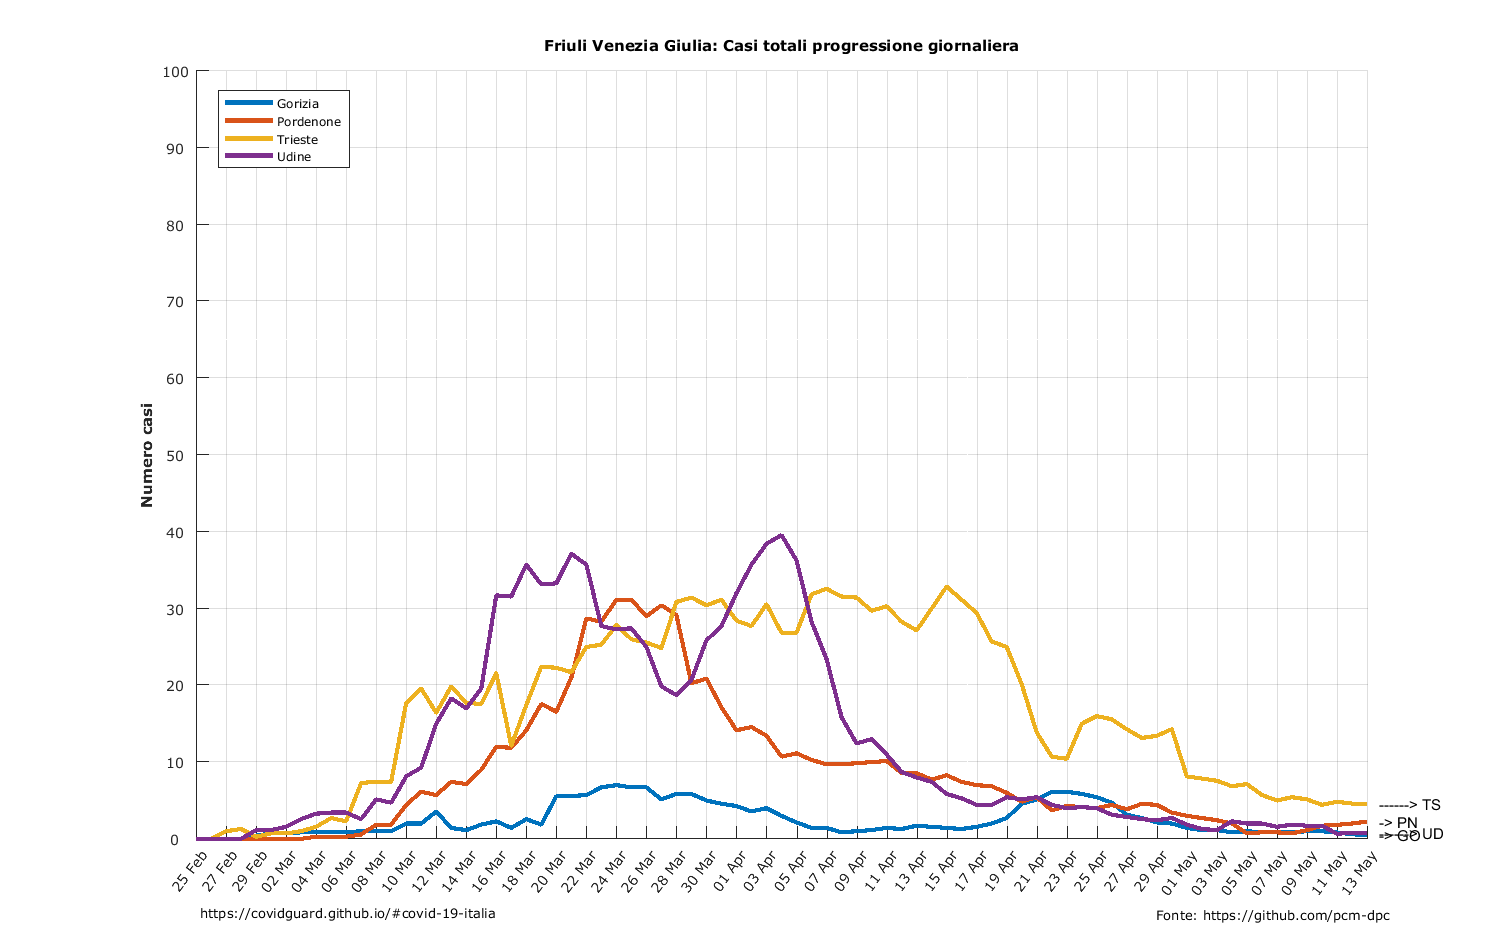 Friuli Venezia Giulia: Casi totali progressione giornaliera
100
90
80
70
60
50
40
30
20
10
0
Numero casi
Gorizia
Pordenone
Trieste
Udine
------> TS
-> PN
-----> UD
-> GO
25 Feb
27 Feb
29 Feb
02 Mar
04 Mar
06 Mar
08 Mar
10 Mar
12 Mar
14 Mar
16 Mar
18 Mar
20 Mar
22 Mar
24 Mar
26 Mar
28 Mar
30 Mar
01 Apr
03 Apr
05 Apr
07 Apr
09 Apr
11 Apr
13 Apr
15 Apr
17 Apr
19 Apr
21 Apr
23 Apr
25 Apr
27 Apr
29 Apr
01 May
03 May
05 May
07 May
09 May
11 May
13 May
https://covidguard.github.io/#covid-19-italia
Fonte: https://github.com/pcm-dpc